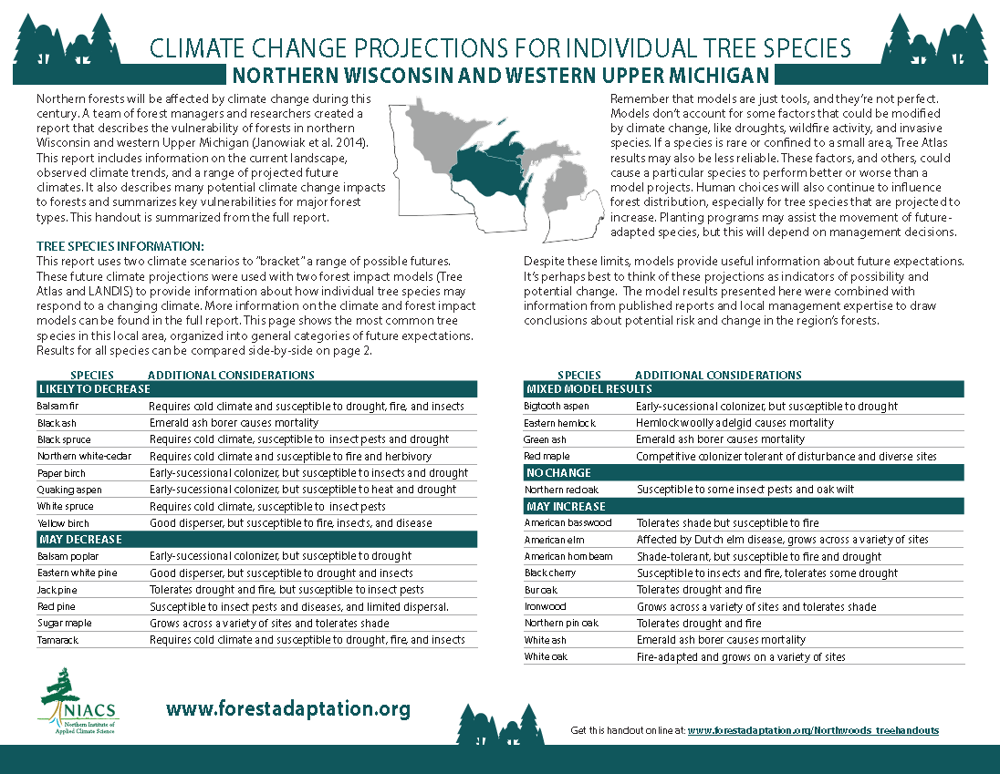 CLIMATE CHANGE PROJECTIONS FOR INDIVIDUAL TREE SPECIES
NORTHERN WISCONSIN AND WESTERN UPPER MICHIGAN
Northern forests will be affected by climate change during this
century. A team of forest managers and researchers created a
report that describes the vulnerability of forests in northern
Wisconsin and western Upper Michigan (Janowiak et al. 2014).
This report includes information on the current landscape,
observed climate trends, and a range of projected future
climates. It also describes many potential climate change impacts
to forests and summarizes key vulnerabilities for major forest
types. This handout is summarized from the full report.
TREE SPECIES INFORMATION:
This report uses two climate scenarios to "bracket" a range of possible futures.
These future climate projections were used with two forest impact models (Tree
Atlas and LANDIS) to provide information about how individual tree species may
respond to a changing climate. More information on the climate and forest impact
models can be found in the full report. This page shows the most common tree
species in this local area, organized into general categories of future expectations.
Results for all species can be compared side-by-side on page 2.
Remember that models are just tools, and they're not perfect.
Models don't account for some factors that could be modified
by climate change, like droughts, wildfire activity, and invasive
species. If a species is rare or confined to a small area, Tree Atlas
results may also be less reliable. These factors, and others, could
cause a particular species to perform better or worse than a
model projects. Human choices will also continue to influence
forest distribution, especially for tree species that are projected to
increase. Planting programs may assist the movement of future-
adapted species, but this will depend on management decisions.
Despite these limits, models provide useful information about future expectations.
It's perhaps best to think of these projections as indicators of possibility and
potential change. The model results presented here were combined with
information from published reports and local management expertise to draw
conclusions about potential risk and change in the region's forests.
SPECIES ADDITIONAL CONSIDERATIONS
LIKELY TO DECREASE
Balsam fir Requires cold climate and susceptible to drought, fire, and insects
Black ash Emerald ash borer causes mortality
Black spruce Requires cold climate, susceptible to insect pests and drought
Northern white-cedar Requires cold climate and susceptible to fire and herbivory
Paper birch Early-sucessional colonizer, but susceptible to insects and drought
Quaking aspen Early-sucessional colonizer, but susceptible to heat and drought
White spruce Requires cold climate, susceptible to insect pests
Yellow birch Good disperser, but susceptible to fire, insects, and disease
MAY DECREASE
Balsam poplar Early-sucessional colonizer, but susceptible to drought
Eastern white pine Good disperser, but susceptible to drought and insects
Jack pine Tolerates drought and fire, but susceptible to insect pests
Red pine Susceptible to insect pests and diseases, and limited dispersal.
Sugar maple Grows across a variety of sites and tolerates shade
Tamarack Requires cold climate and susceptible to drought, fire, and insects
SPECIES ADDITIONAL CONSIDERATIONS
MIXED MODEL RESULTS
Bigtooth aspen Early-sucessional colonizer, but susceptible to drought
Eastern hemlock Hemlock woolly adelgid causes mortality
Green ash Emerald ash borer causes mortality
Red maple Competitive colonizer tolerant of disturbance and diverse sites
NO CHANGE
Northern red oak Susceptible to some insect pests and oak wilt
MAY INCREASE
American basswood Tolerates shade but susceptible to fire
American elm Affected by Dutch elm disease, grows across a variety of sites
American hornbeam Shade-tolerant, but susceptible to fire and drought
Black cherry Susceptible to insects and fire, tolerates some drought
Bur oak Tolerates drought and fire
Ironwood Grows across a variety of sites and tolerates shade
Northern pin oak Tolerates drought and fire
White ash Emerald ash borer causes mortality
White oak Fire-adapted and grows on a variety of sites
NIACS
Northern Institute of
Applied Climate Science
www.forestadaptation.org
Get this handout online at: www.forestadaptation.org/Northwoods_treehandouts